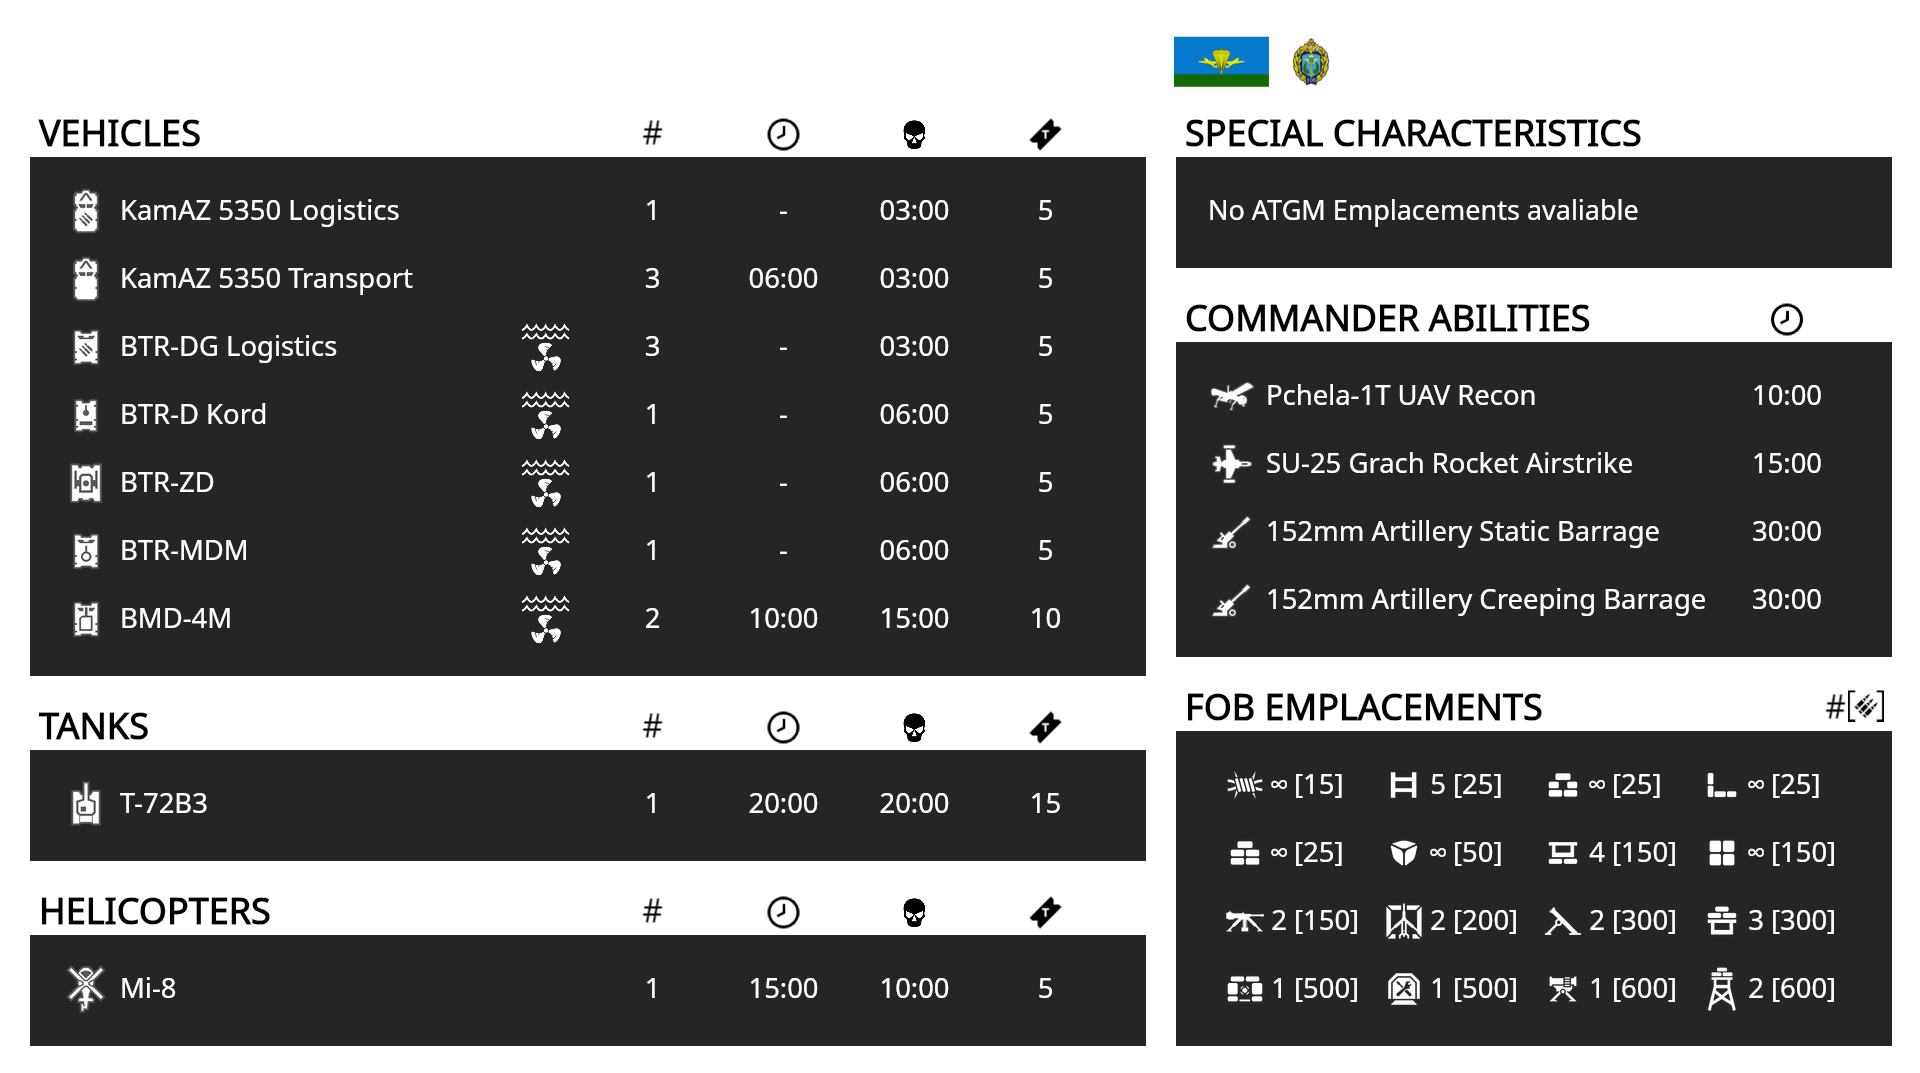 VEHICLES #
KamAZ 5350 Logistics 1 - 03:00 5
KamAZ 5350 Transport 3 06:00 03:00 5
BTR-DG Logistics 3 - 03:00 5
BTR-D Kord 1 - 06:00 5
BTR-ZD 1 - 06:00 5
BTR-MDM 1 - 06:00 5
BMD-4M 2 10:00 15:00 10
TANKS #
T-72B3 1 20:00 20:00 15
HELICOPTERS #
Mi-8 1 15:00 10:00 5
SPECIAL CHARACTERISTICS
No ATGM Emplacements avaliable
COMMANDER ABILITIES
Pchela-1T UAV Recon 10:00
SU-25 Grach Rocket Airstrike 15:00
152mm Artillery Static Barrage 30:00
152mm Artillery Creeping Barrage 30:00
FOB EMPLACEMENTS #[]
∞ [15] 5 [25] ∞ [25] ∞ [25]
∞ [25] ∞ [50] 4 [150] ∞ [150]
2 [150] 2 [200] 2 [300] 3 [300]
1 [500] 1 [500] 1 [600] 2 [600]